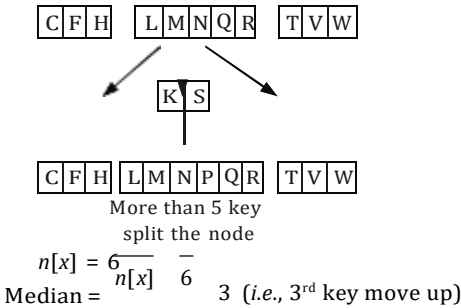 C F H L M N Q R T V W
K S
C F H L M N P Q R T V W
More than 5 key
split the node
n[x] = 6
n[x] 6
Median = 3 (i.e., 3rd key move up)